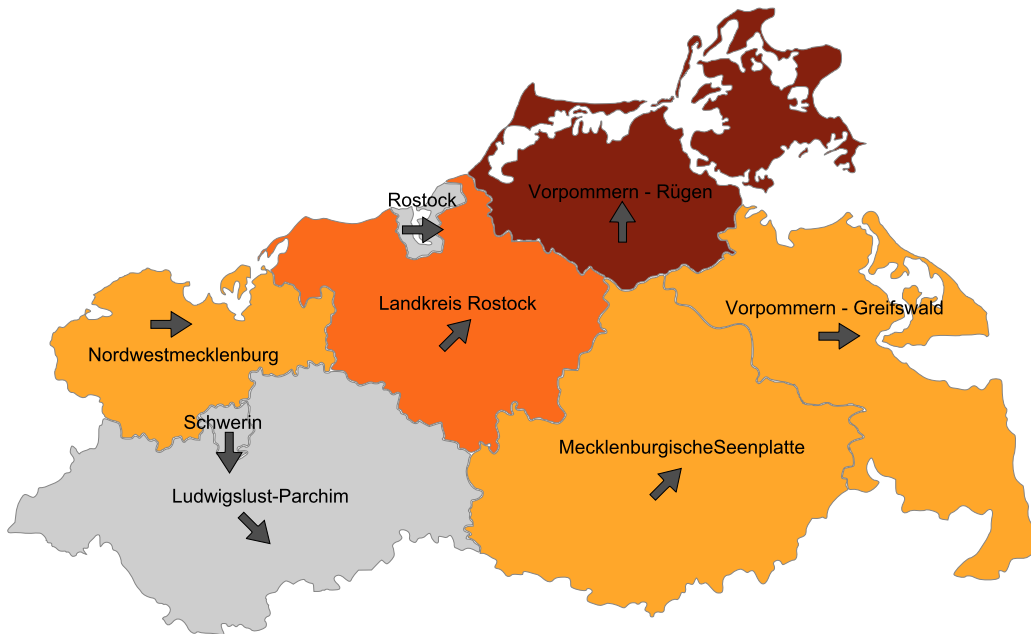 Vorpommern - Rügen
Rostock
Landkreis Rostock
Vorpommern - Greifswald
Nordwestmecklenburg
Schwerin
MecklenburgischeSeenplatte
Ludwigslust-Parchim